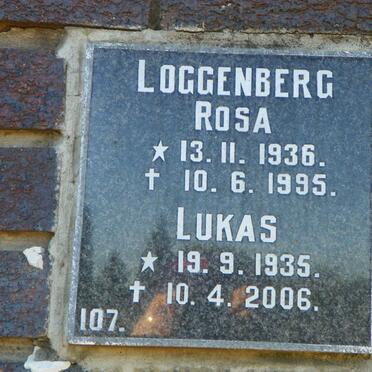 LOGGENBERG
ROSA
★ 13.11.1936.
✝ 10.6.1995.
LUKAS
★ 19.9.1935.
✝ 10.4.2006.
107.